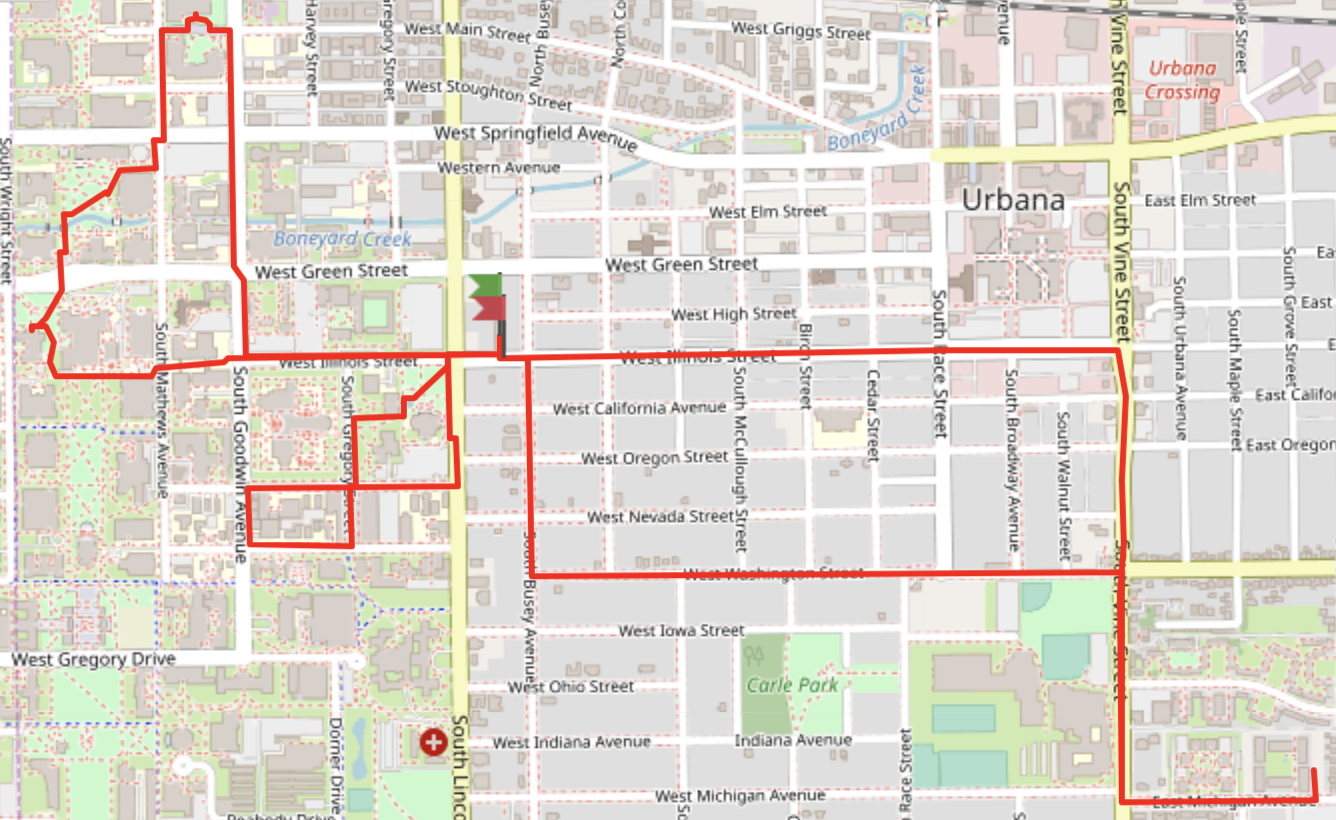 Harvey Street
Gregory Street
West Main Street
North Busey
North Co
West Griggs Street
Vine Street
West Stoughton Street
Urbana
Crossing
Boneyard Creek
West Springfield Avenue
Western Avenue
South Wright Street
Urbana
West Elm Street
East Elm Street
South Vine Street
Boneyard Creek
West Green Street
West Green Street
South Grove Street
South Urbana Avenue
South Race Street
West High Street
South Maple Street
East
South Mathews Avenue
Birch Street
West Illinois Street
West Illinois Street
South Goodwin Avenue
South Gregory Street
South McCullough Street
Cedar Street
South Broadway Avenue
South Walnut Street
West California Avenue
East Califo
West Oregon Street
East Oregon
West Nevada Street
South Busey Avenue
West Washington Street
South Vine Street
West Iowa Street
West Gregory Drive
Carle Park
West Ohio Street
Dorner Drive
South Linco
West Indiana Avenue
Indiana Avenue
Race Street
West Michigan Avenue
East Michigan Avenue
Peabody Drive